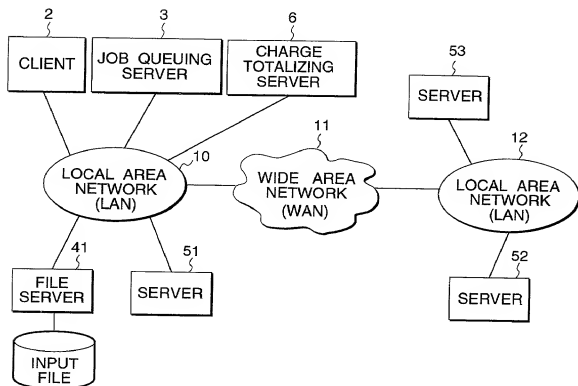 2
3
6
CLIENT
JOB QUEUING
SERVER
CHARGE
TOTALIZING
SERVER
53
SERVER
10
11
12
LOCAL AREA
NETWORK
(LAN)
WIDE AREA
NETWORK
(WAN)
LOCAL AREA
NETWORK
(LAN)
41
51
52
FILE
SERVER
SERVER
SERVER
INPUT
FILE